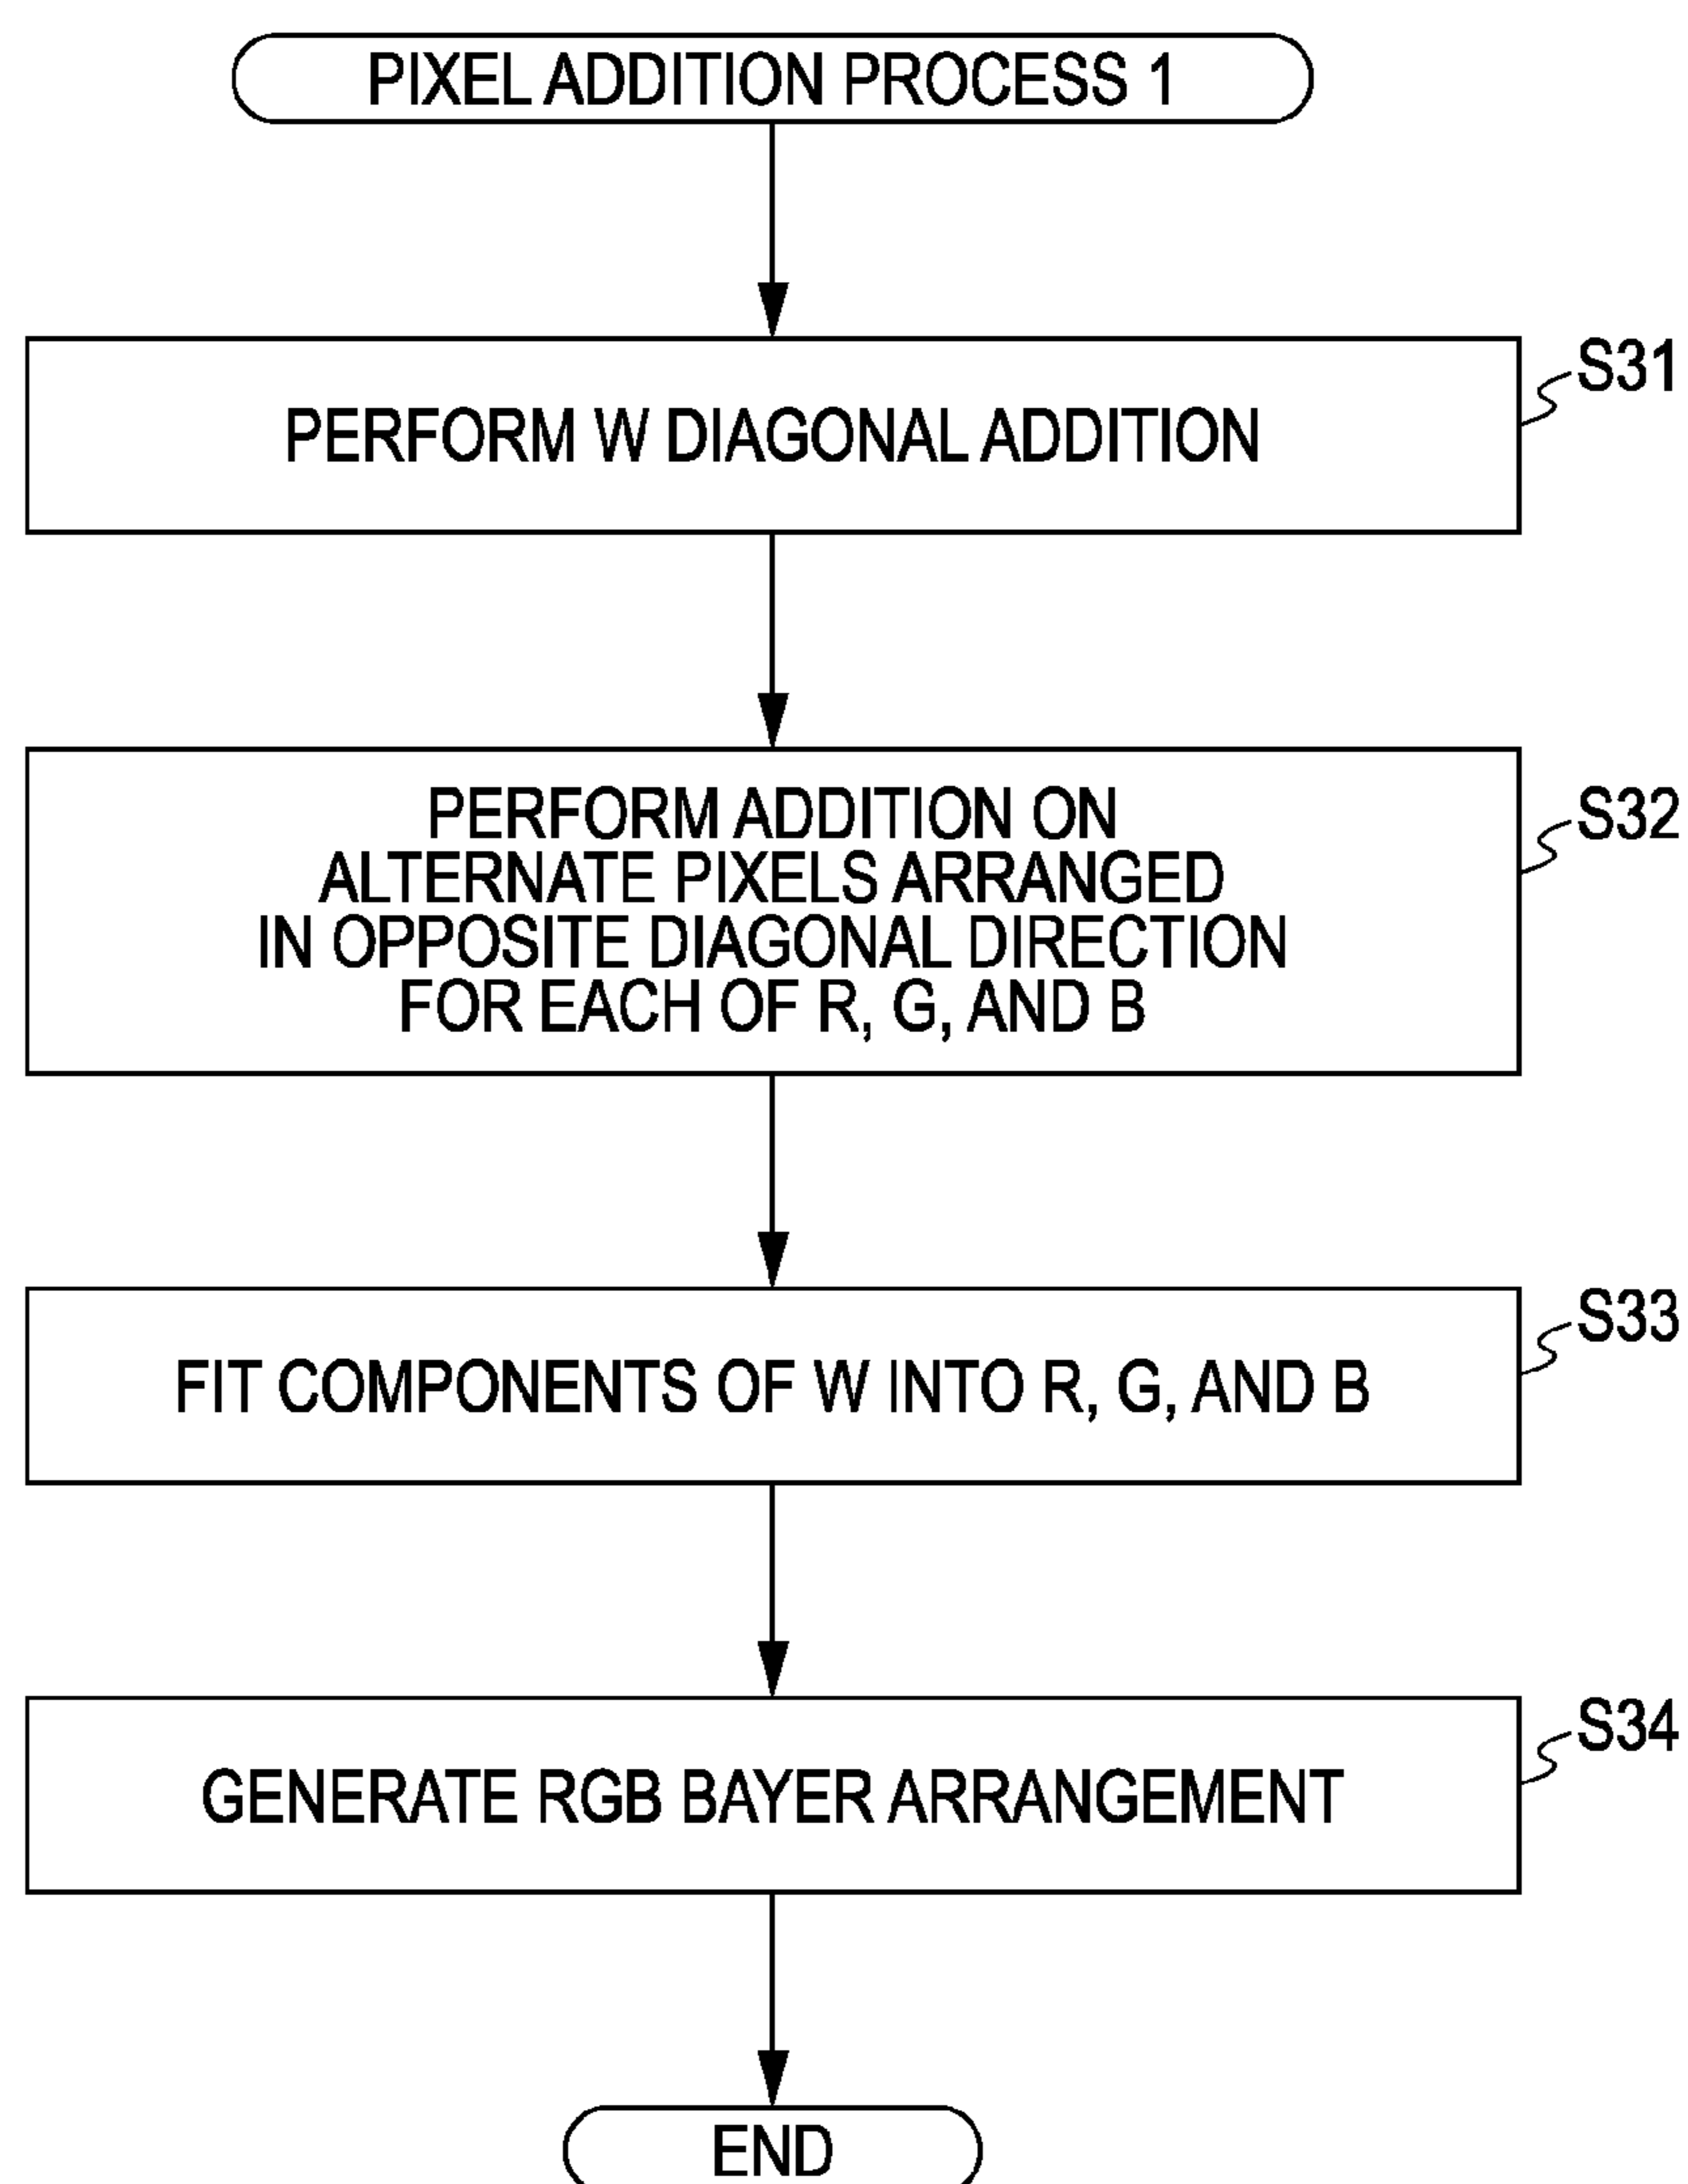 PIXEL ADDITION PROCESS 1
S31
PERFORM W DIAGONAL ADDITION
S32
PERFORM ADDITION ON
ALTERNATE PIXELS ARRANGED
IN OPPOSITE DIAGONAL DIRECTION
FOR EACH OF R, G, AND B
S33
FIT COMPONENTS OF W INTO R, G, AND B
S34
GENERATE RGB BAYER ARRANGEMENT
END